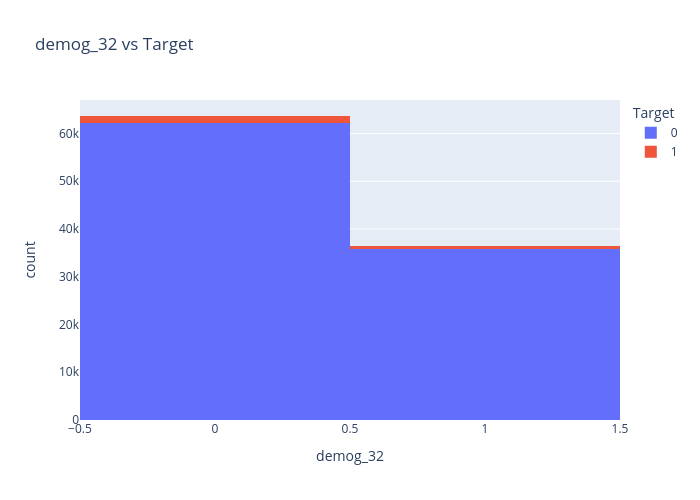 demog_32 vs Target
Target
0
1
60k
50k
40k
30k
20k
10k
0
−0.5
0
0.5
1
1.5
count
demog_32